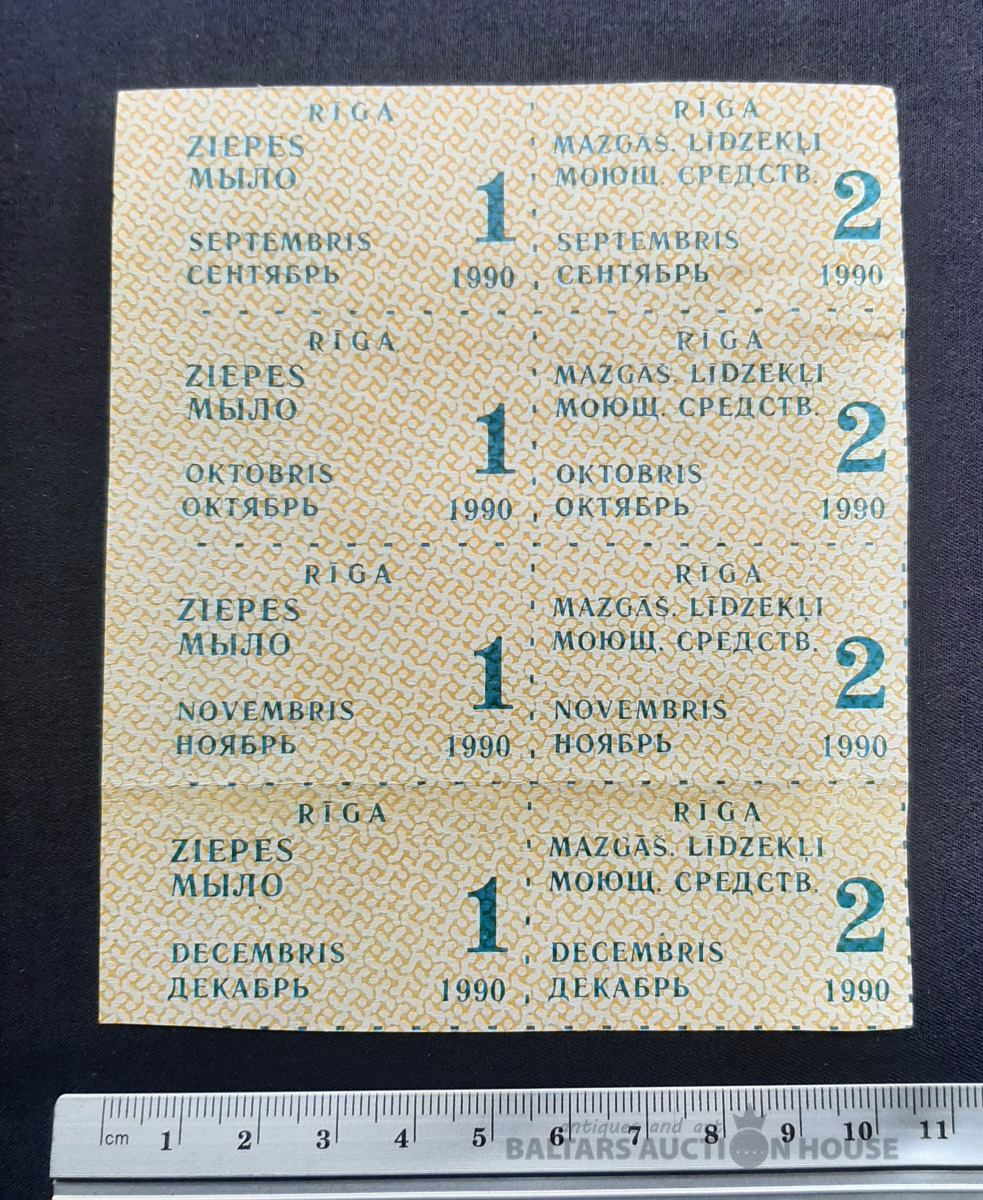 RĪGA
ZIEPES
МЫЛО
1
SEPTEMBRIS
СЕНТЯБРЬ
1990
RĪGA
MAZGĀŠ. LĪDZEKĻI
МОЮЩ. СРЕДСТВ.
2
SEPTEMBRIS
СЕНТЯБРЬ
1990
RĪGA
ZIEPES
МЫЛО
1
OKTOBRIS
ОКТЯБРЬ
1990
RĪGA
MAZGĀŠ. LĪDZEKĻI
МОЮЩ. СРЕДСТВ.
2
OKTOBRIS
ОКТЯБРЬ
1990
RĪGA
ZIEPES
МЫЛО
1
NOVEMBRIS
НОЯБРЬ
1990
RĪGA
MAZGĀŠ. LĪDZEKĻI
МОЮЩ. СРЕДСТВ.
2
NOVEMBRIS
НОЯБРЬ
1990
RĪGA
ZIEPES
МЫЛО
1
DECEMBRIS
ДЕКАБРЬ
1990
RĪGA
MAZGĀŠ. LĪDZEKĻI
МОЮЩ. СРЕДСТВ.
2
DECEMBRIS
ДЕКАБРЬ
1990
cm 1 2 3 4 5 6 7 8 9 10 11
antiques and art
BALTARS AUCTION HOUSE